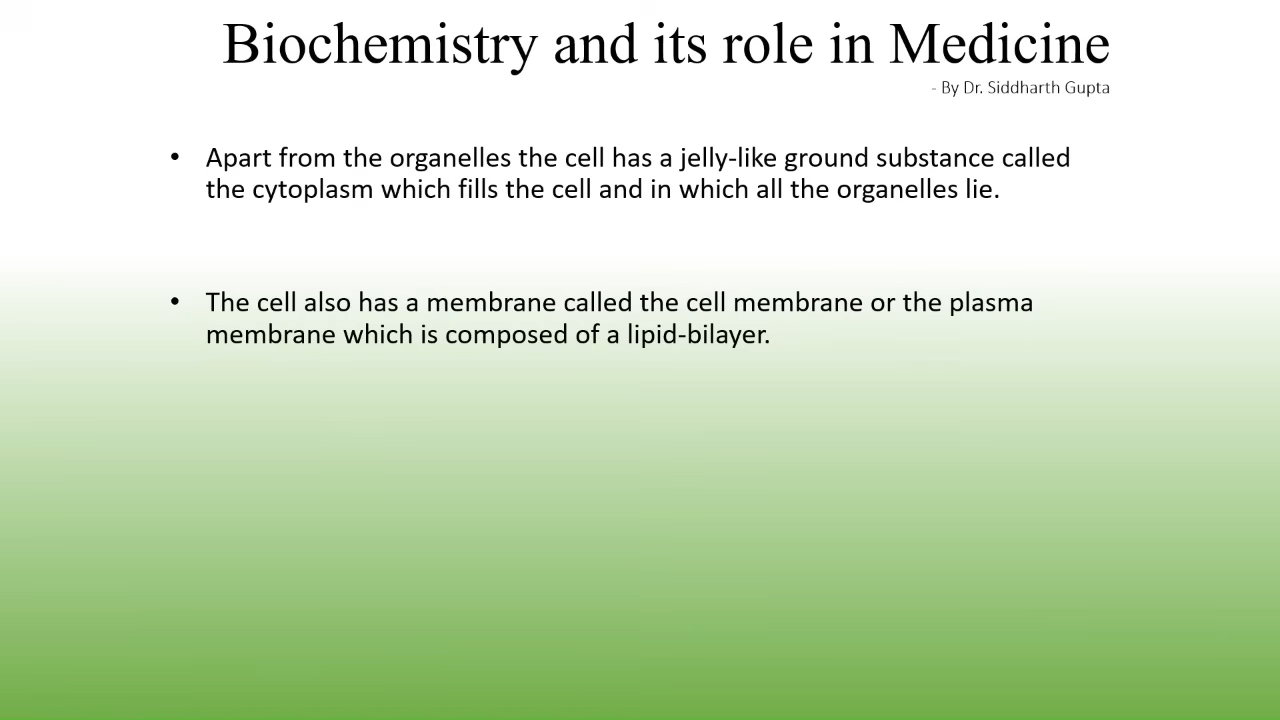 Biochemistry and its role in Medicine
- By Dr. Siddharth Gupta
• Apart from the organelles the cell has a jelly-like ground substance called
the cytoplasm which fills the cell and in which all the organelles lie.
• The cell also has a membrane called the cell membrane or the plasma
membrane which is composed of a lipid-bilayer.